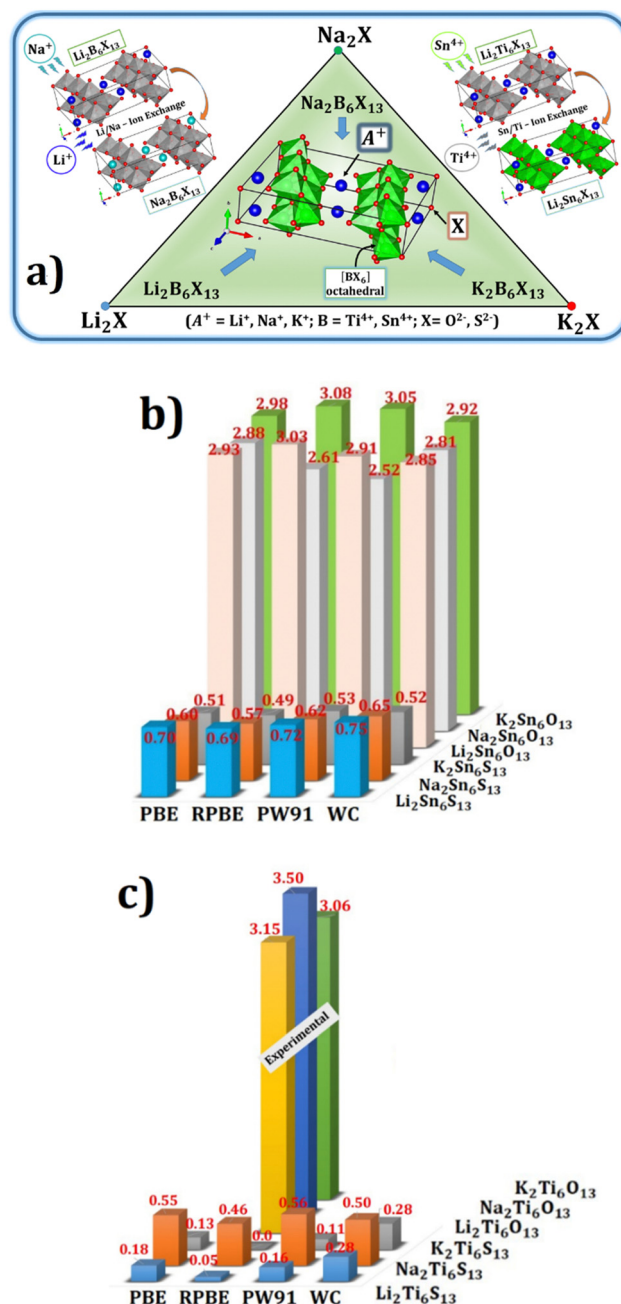 Na₂X
Na⁺
Li₂B₆X₁₃
Li/Na – Ion Exchange
Li⁺
Na₂B₆X₁₃
Sn⁴⁺
Li₂Ti₆X₁₃
Sn/Ti – Ion Exchange
Ti⁴⁺
Li₂Sn₆X₁₃
Na₂B₆X₁₃
A⁺
X
[BX₆]
octahedral
a)
Li₂B₆X₁₃
K₂B₆X₁₃
Li₂X
(A⁺ = Li⁺, Na⁺, K⁺; B = Ti⁴⁺, Sn⁴⁺; X= O²⁻, S²⁻)
K₂X
b)
2.98
3.08
3.05
2.92
2.93
2.88
3.03
2.61
2.91
2.52
2.85
2.81
0.70
0.60
0.51
0.69
0.57
0.49
0.72
0.62
0.53
0.75
0.65
0.52
K₂Sn₆O₁₃
Na₂Sn₆O₁₃
Li₂Sn₆O₁₃
K₂Sn₆S₁₃
Na₂Sn₆S₁₃
Li₂Sn₆S₁₃
PBE RPBE PW91 WC
c)
3.15
3.50
3.06
Experimental
0.18
0.55
0.13
0.05
0.46
0.0
0.16
0.56
0.11
0.28
0.50
0.28
K₂Ti₆O₁₃
Na₂Ti₆O₁₃
Li₂Ti₆O₁₃
K₂Ti₆S₁₃
Na₂Ti₆S₁₃
Li₂Ti₆S₁₃
PBE RPBE PW91 WC